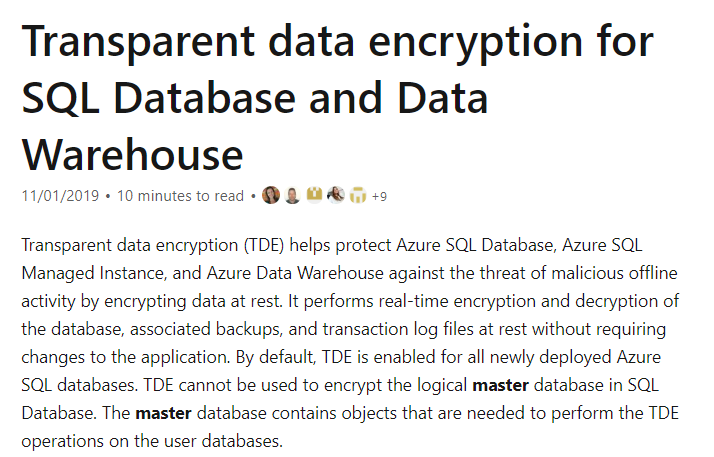 Transparent data encryption for
SQL Database and Data
Warehouse
11/01/2019 • 10 minutes to read • +9
Transparent data encryption (TDE) helps protect Azure SQL Database, Azure SQL
Managed Instance, and Azure Data Warehouse against the threat of malicious offline
activity by encrypting data at rest. It performs real-time encryption and decryption of
the database, associated backups, and transaction log files at rest without requiring
changes to the application. By default, TDE is enabled for all newly deployed Azure
SQL databases. TDE cannot be used to encrypt the logical master database in SQL
Database. The master database contains objects that are needed to perform the TDE
operations on the user databases.